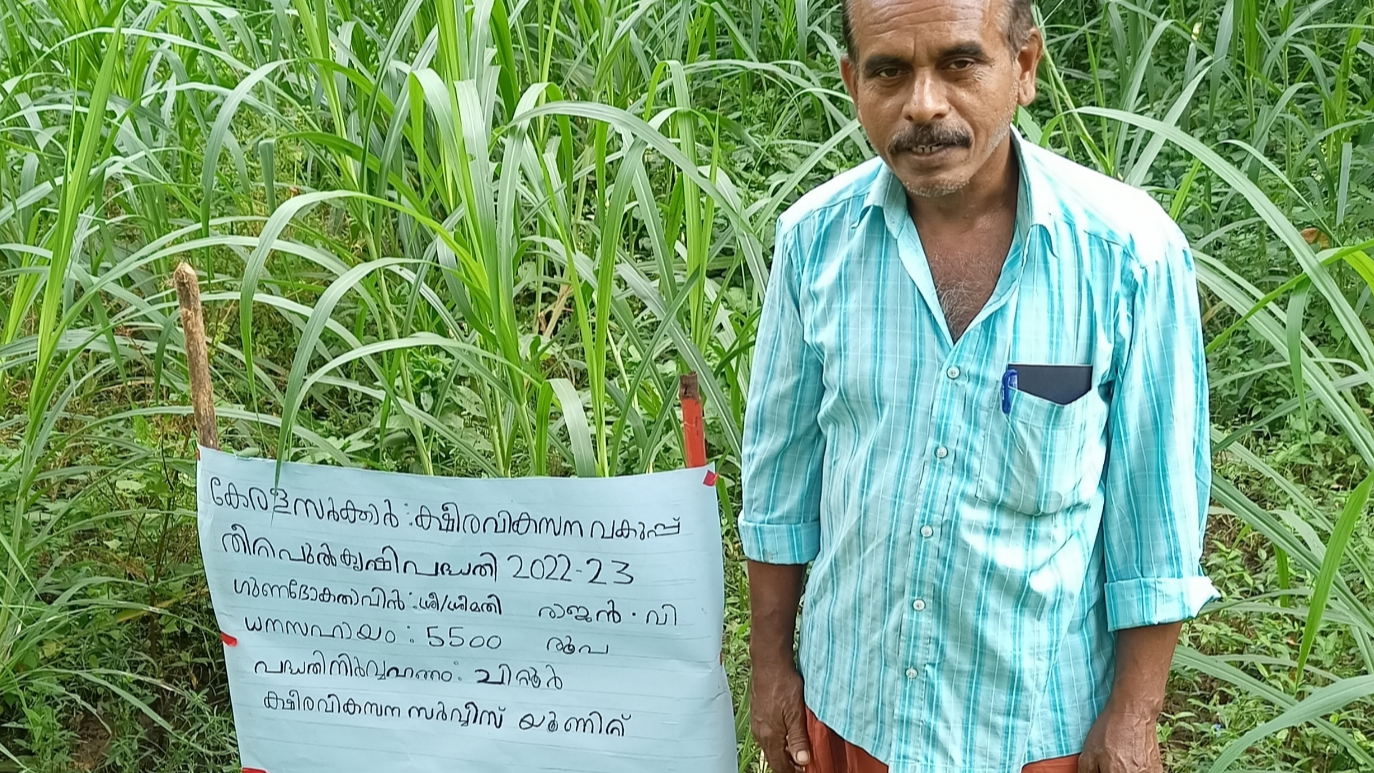 കേരളസർക്കാർ : ക്ഷീരവികസന വകുപ്പ്
തീറ്റപുൽകൃഷിപദ്ധതി 2022-23
ഗുണഭോക്താവിൻ : ശ്രീ/ശ്രീമതി രാജൻ . വി
ധനസഹായം : 5500 രൂപ
പദ്ധതിനിർവ്വഹണം : ചിറ്റൂർ
ക്ഷീരവികസന സർവ്വീസ് യൂണിറ്റ്